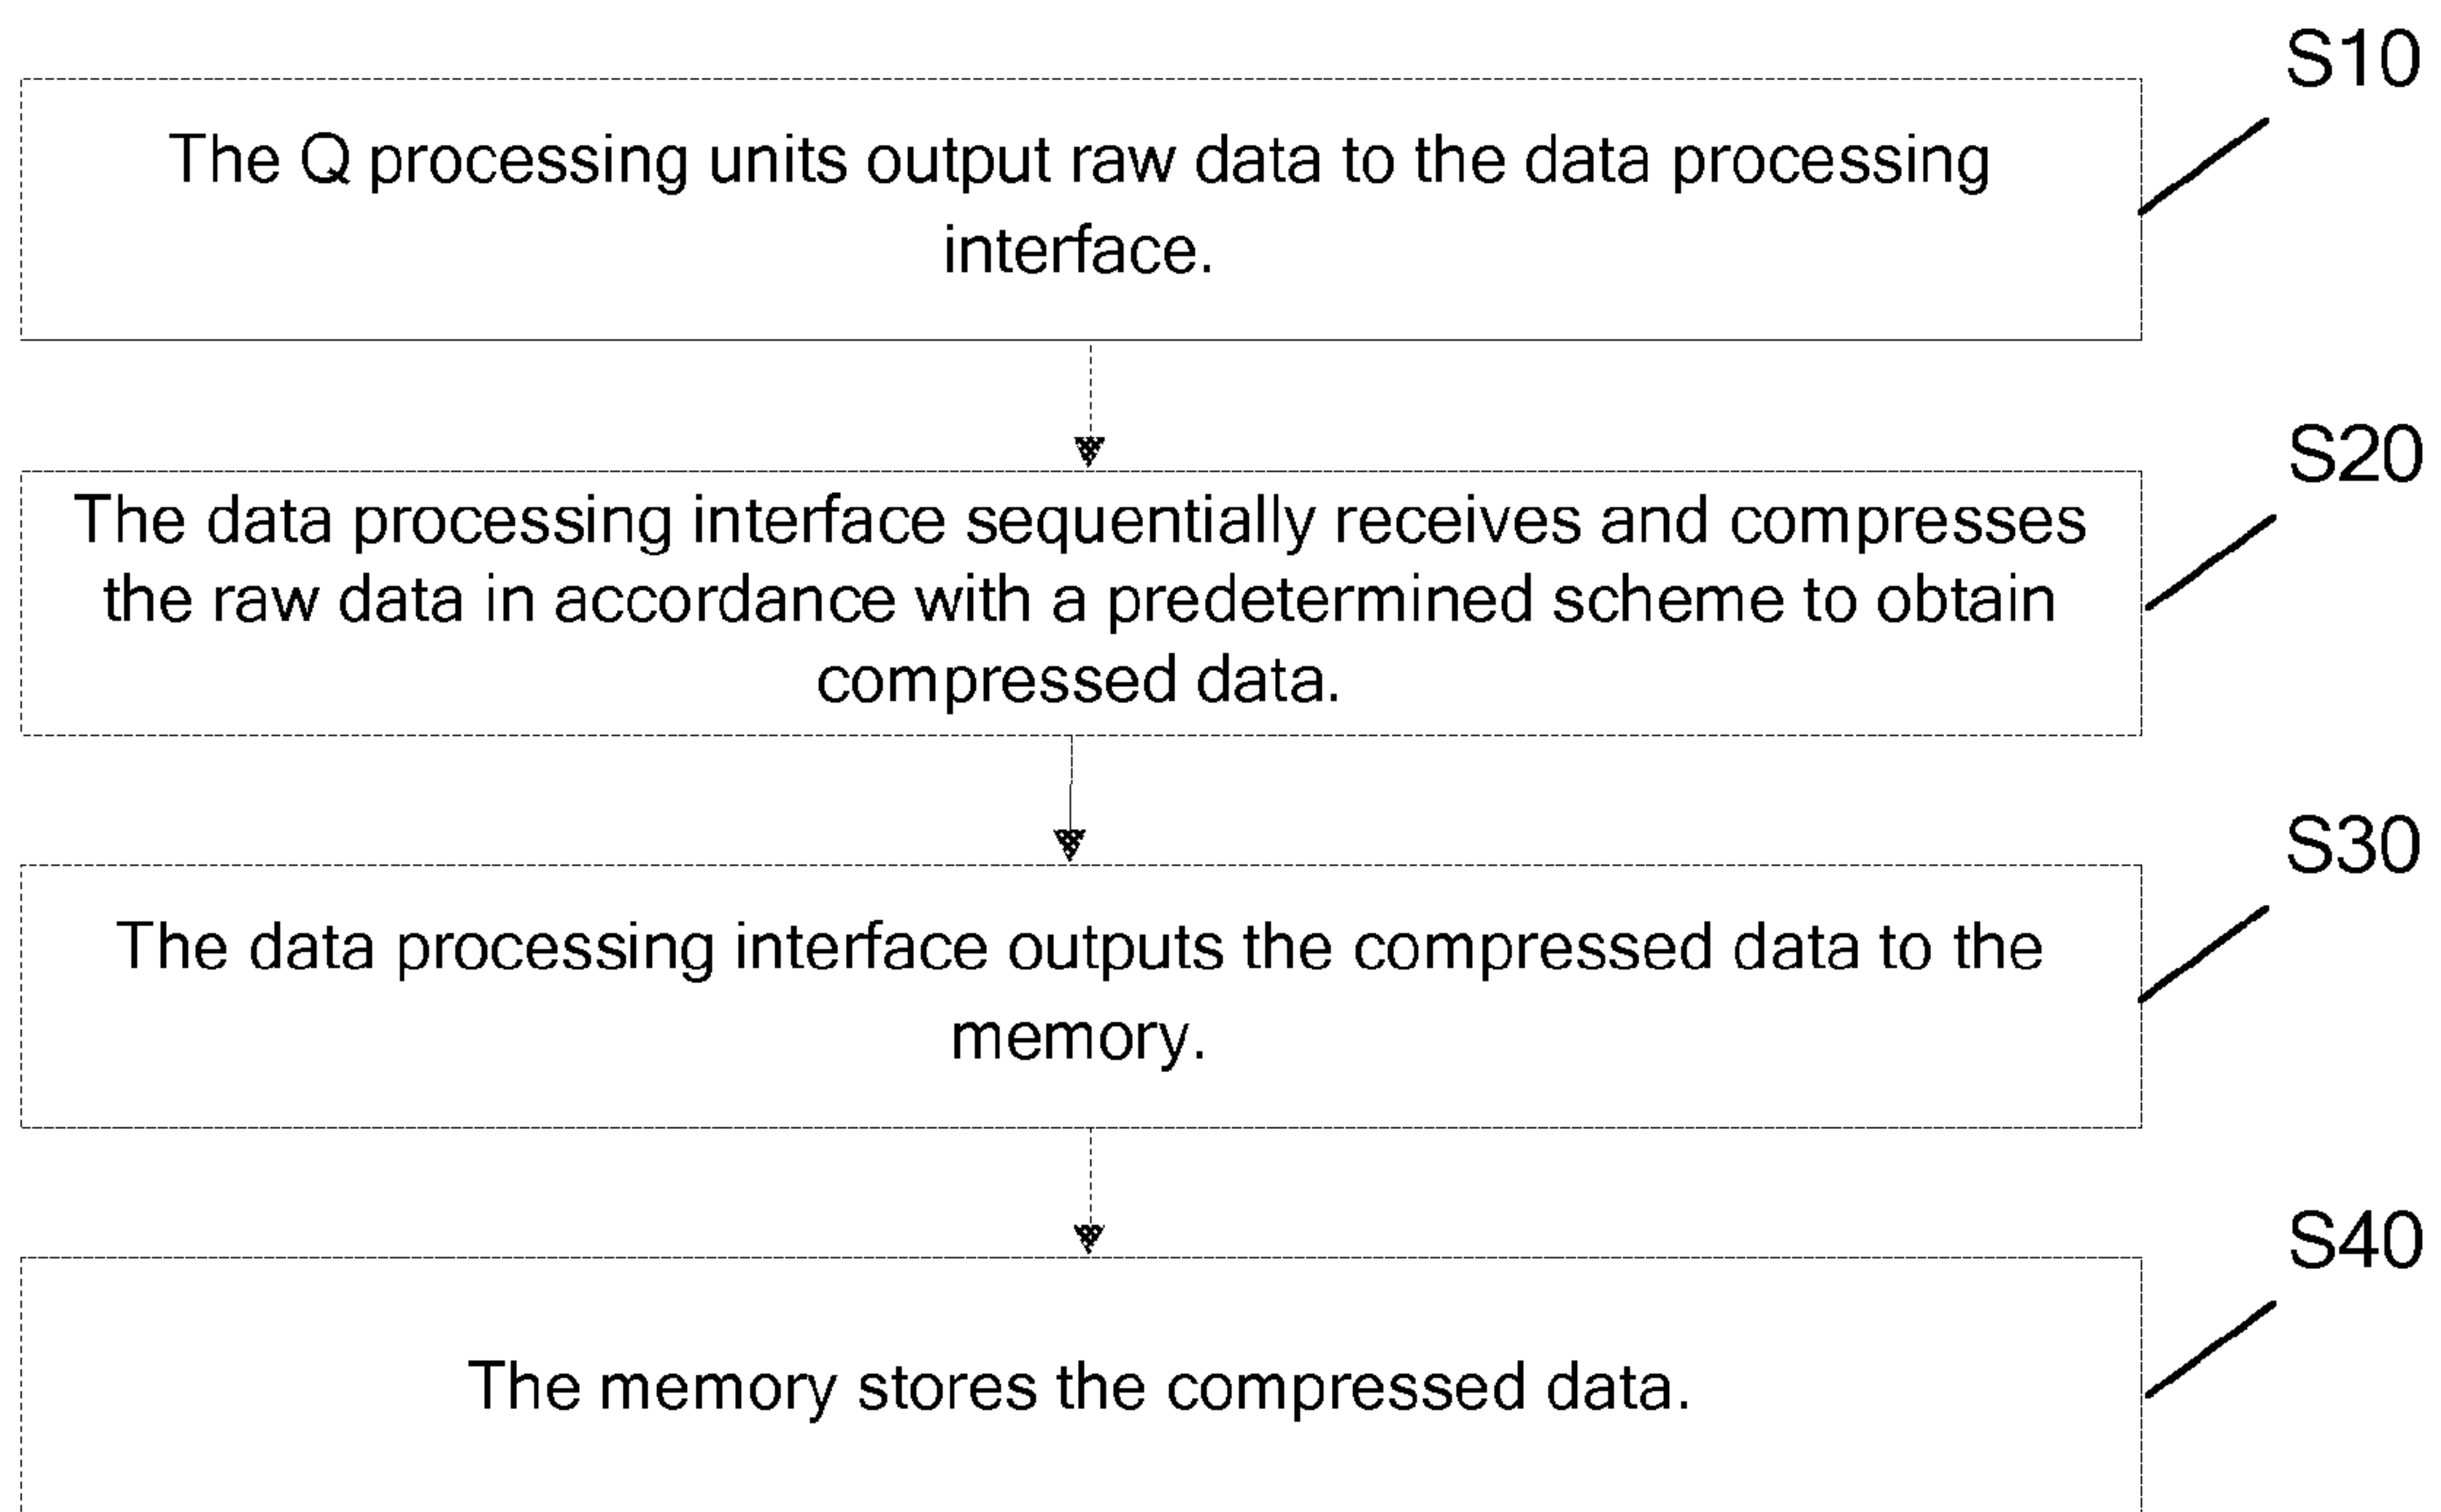 S10
The Q processing units output raw data to the data processing
interface.
S20
The data processing interface sequentially receives and compresses
the raw data in accordance with a predetermined scheme to obtain
compressed data.
S30
The data processing interface outputs the compressed data to the
memory.
S40
The memory stores the compressed data.